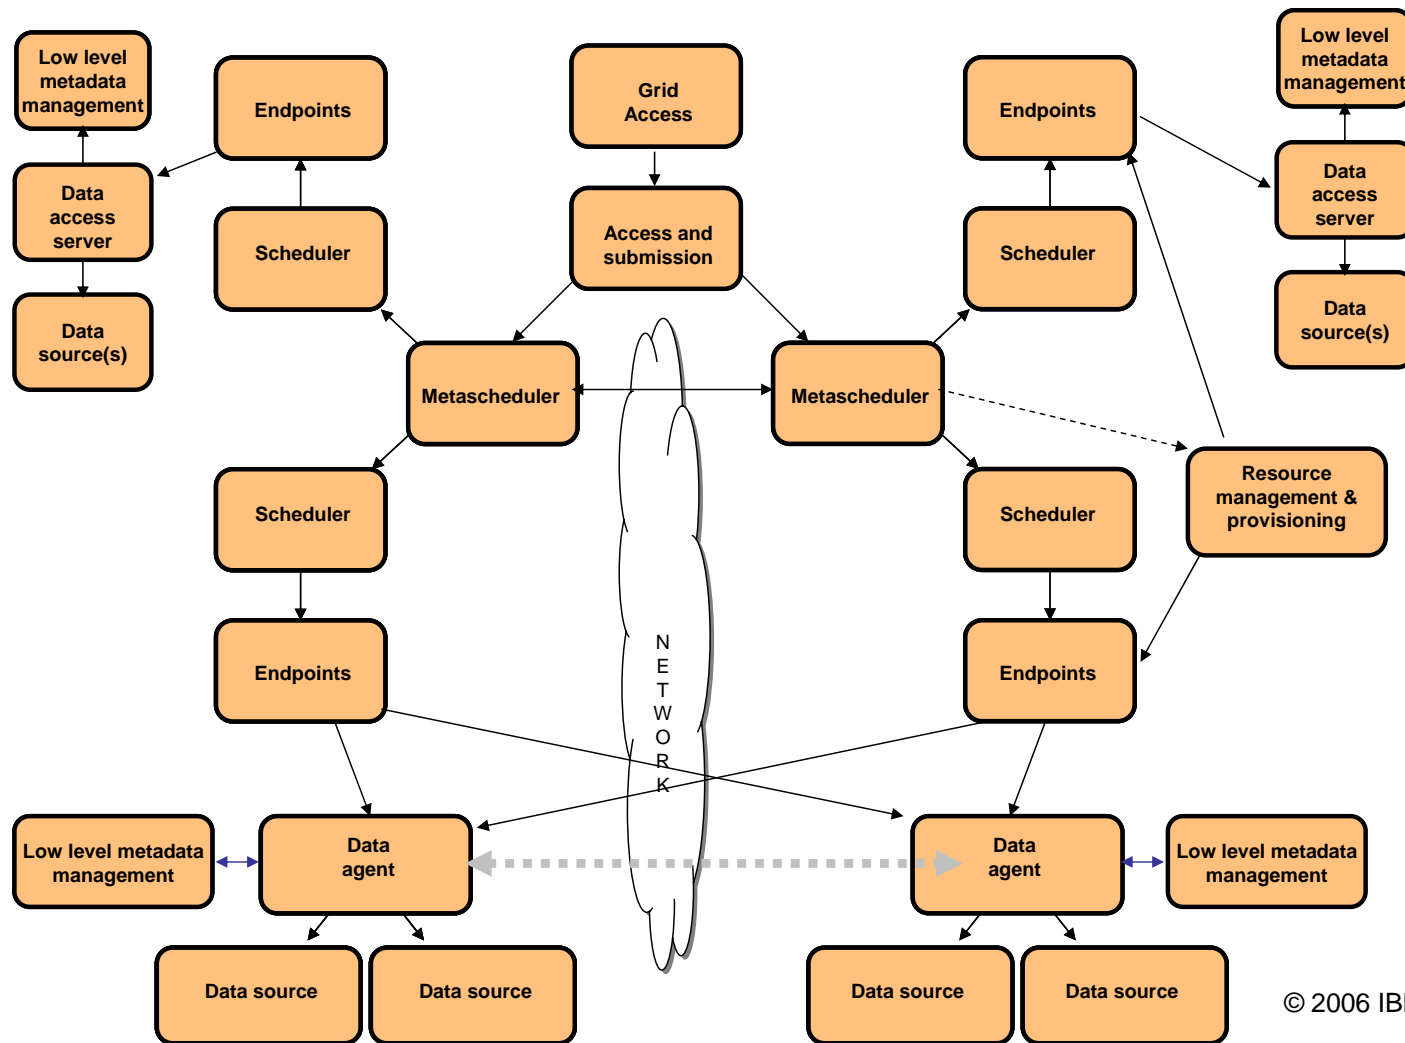 Low level
metadata
management
Endpoints
Grid
Access
Endpoints
Low level
metadata
management
Data
access
server
Scheduler
Access and
submission
Scheduler
Data
access
server
Data
source(s)
Data
source(s)
Metascheduler
Metascheduler
Scheduler
Scheduler
Resource
management &
provisioning
Endpoints
NETWORK
Endpoints
Low level metadata
management
Data
agent
Data
agent
Low level metadata
management
Data source
Data source
Data source
Data source
© 2006